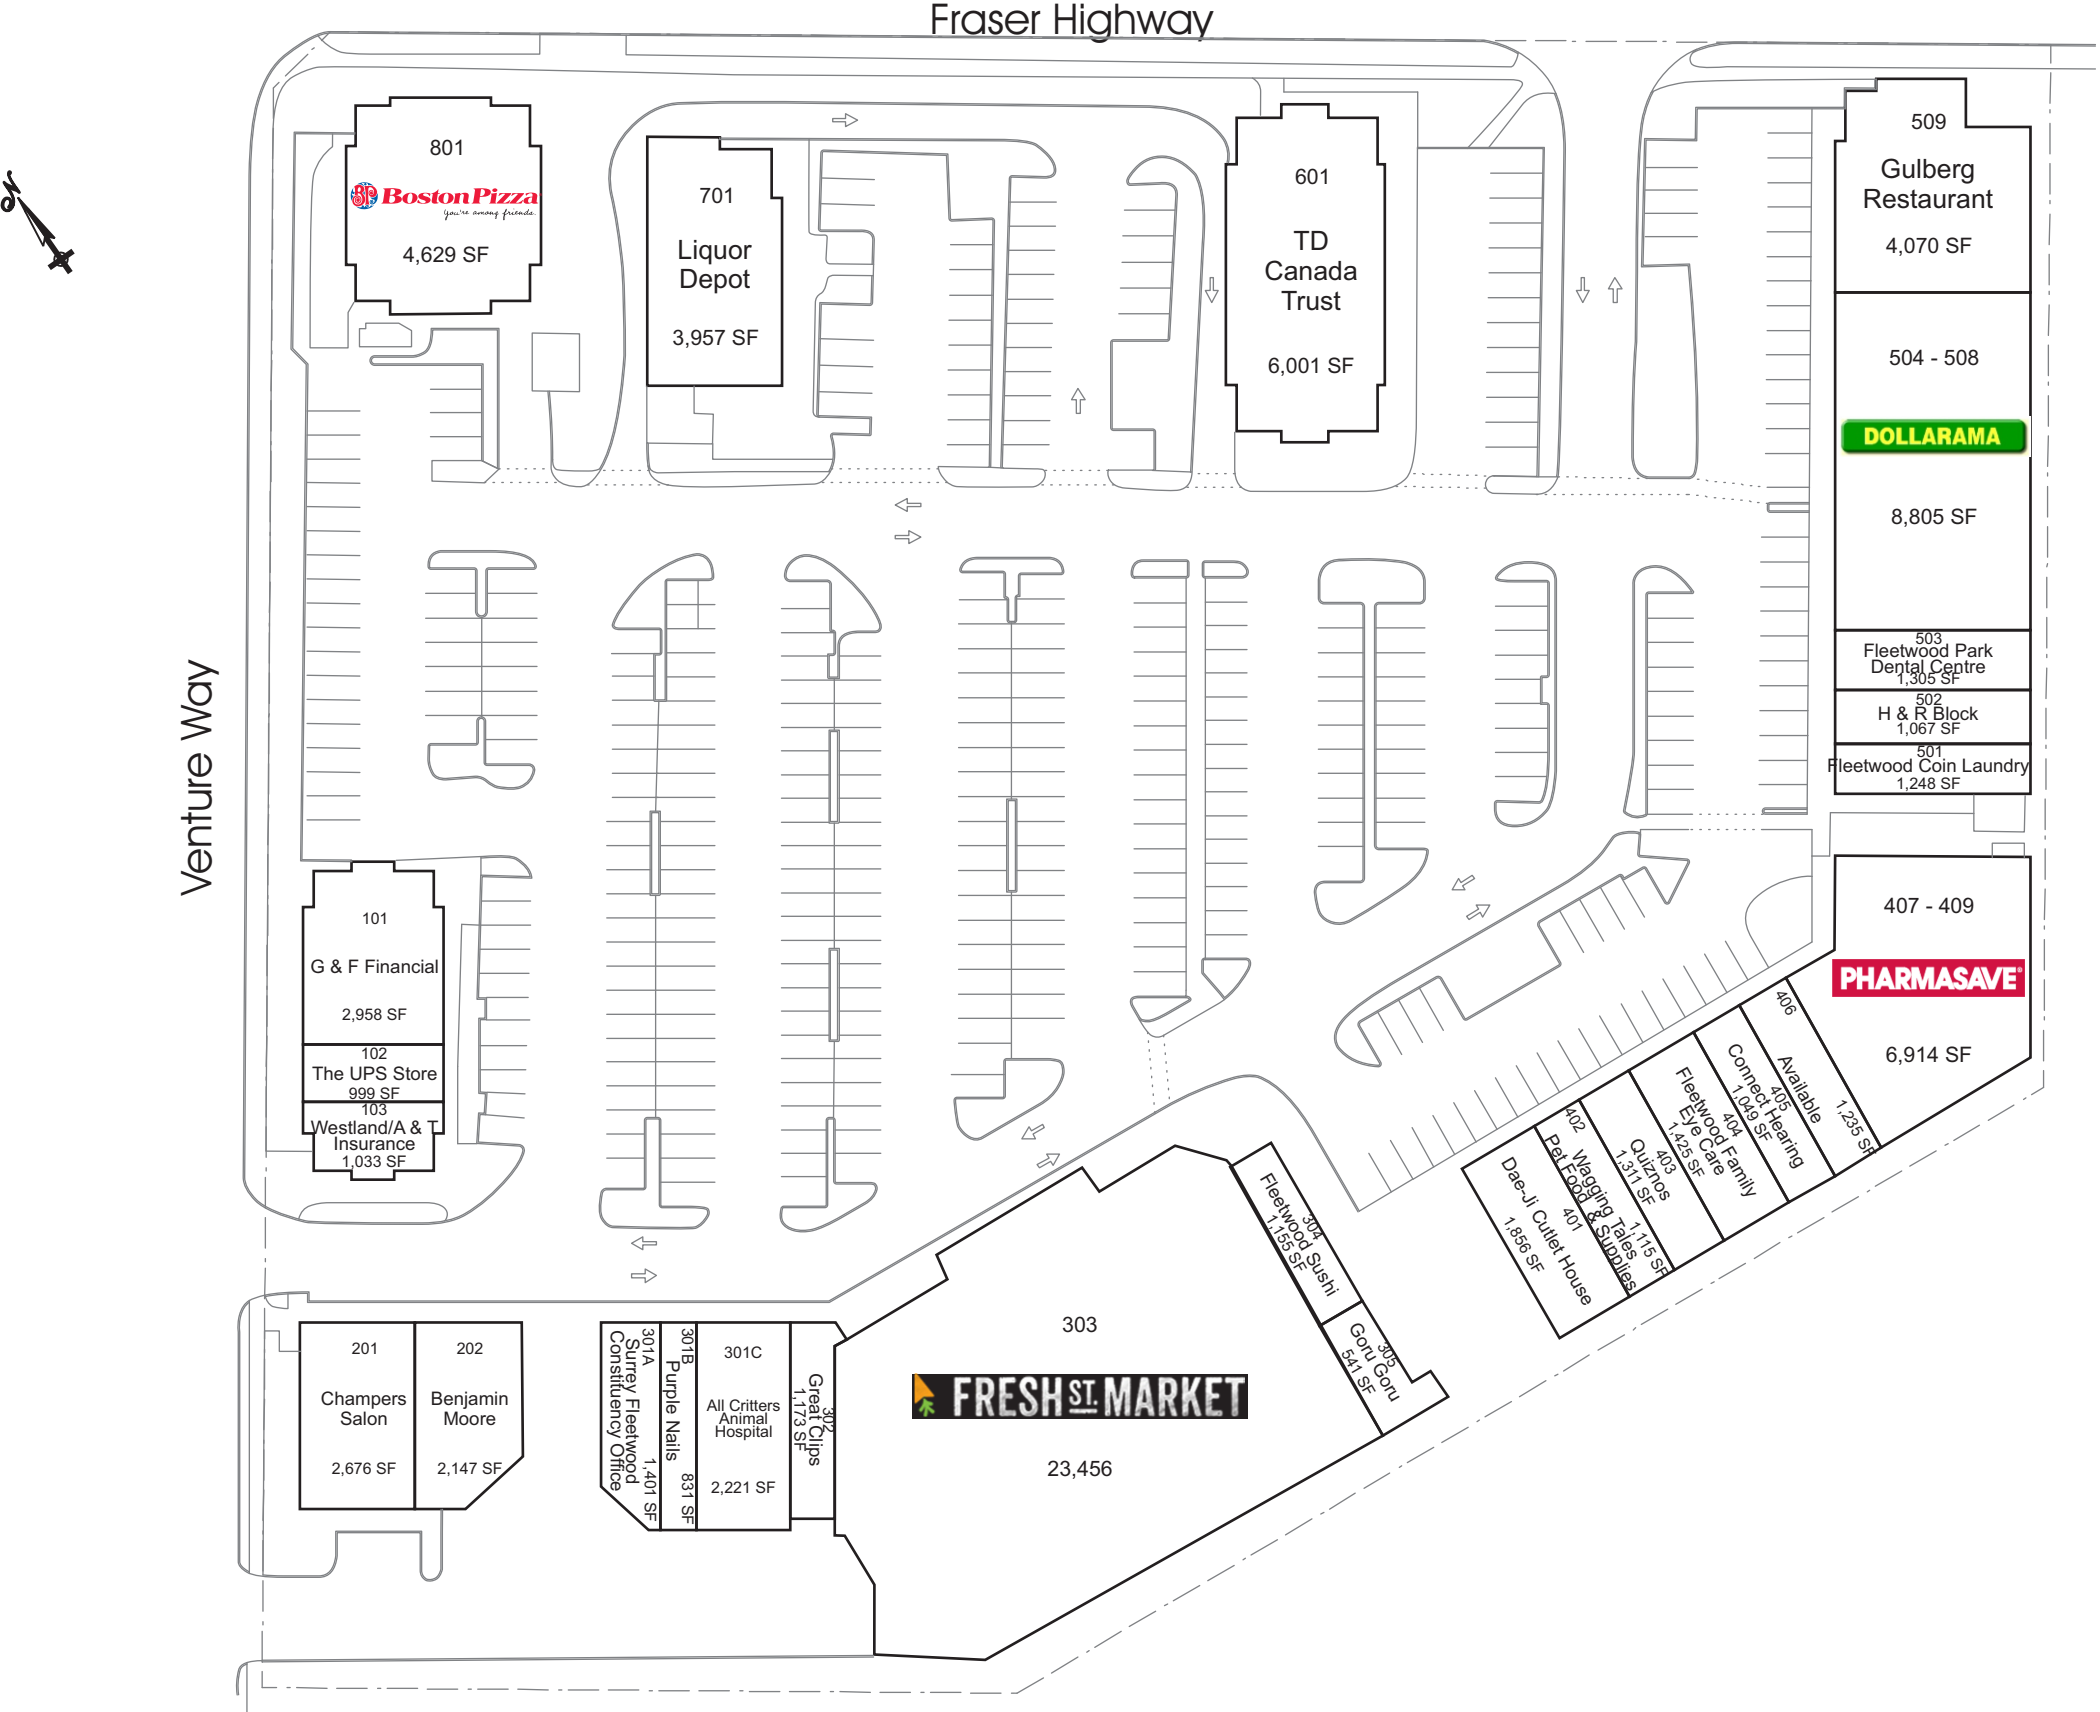 Fraser Highway
Venture Way
N
801
BP Boston Pizza
You're among friends.
4,629 SF
701
Liquor
Depot
3,957 SF
601
TD
Canada
Trust
6,001 SF
509
Gulberg
Restaurant
4,070 SF
504 - 508
DOLLARAMA
8,805 SF
503
Fleetwood Park
Dental Centre
1,305 SF
502
H & R Block
1,067 SF
501
Fleetwood Coin Laundry
1,248 SF
407 - 409
PHARMASAVE
6,914 SF
406
Available
1,235 SF
405
Connect Hearing
1,049 SF
404
Fleetwood Family
Eye Care
1,425 SF
403
Quiznos
1,311 SF
402
Wagging Tales
Pet Food & Supplies
1,115 SF
401
Dae-Ji Cutlet House
1,856 SF
101
G & F Financial
2,958 SF
102
The UPS Store
999 SF
103
Westland/A & T
Insurance
1,033 SF
201
Champers
Salon
2,676 SF
202
Benjamin
Moore
2,147 SF
301A
Surrey Fleetwood
Constituency Office
1,401 SF
301B
Purple Nails
831 SF
301C
All Critters
Animal
Hospital
2,221 SF
302
Great Clips
1,173 SF
303
FRESH ST. MARKET
23,456
304
Fleetwood Sushi
1,155 SF
305
Goru Goru
541 SF